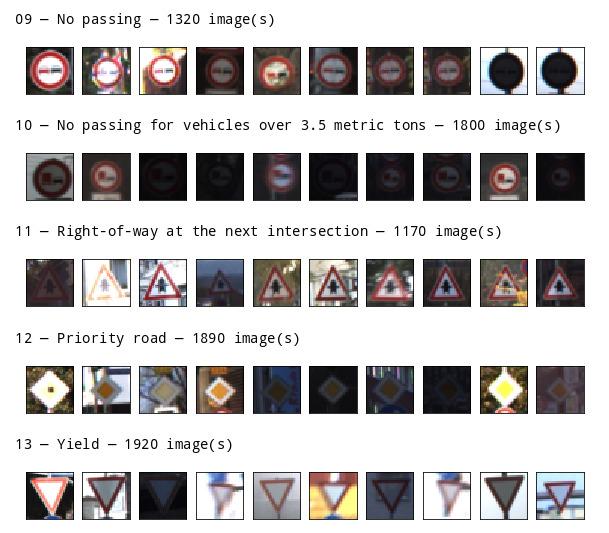 09 — No passing — 1320 image(s)
10 — No passing for vehicles over 3.5 metric tons — 1800 image(s)
11 — Right-of-way at the next intersection — 1170 image(s)
12 — Priority road — 1890 image(s)
13 — Yield — 1920 image(s)